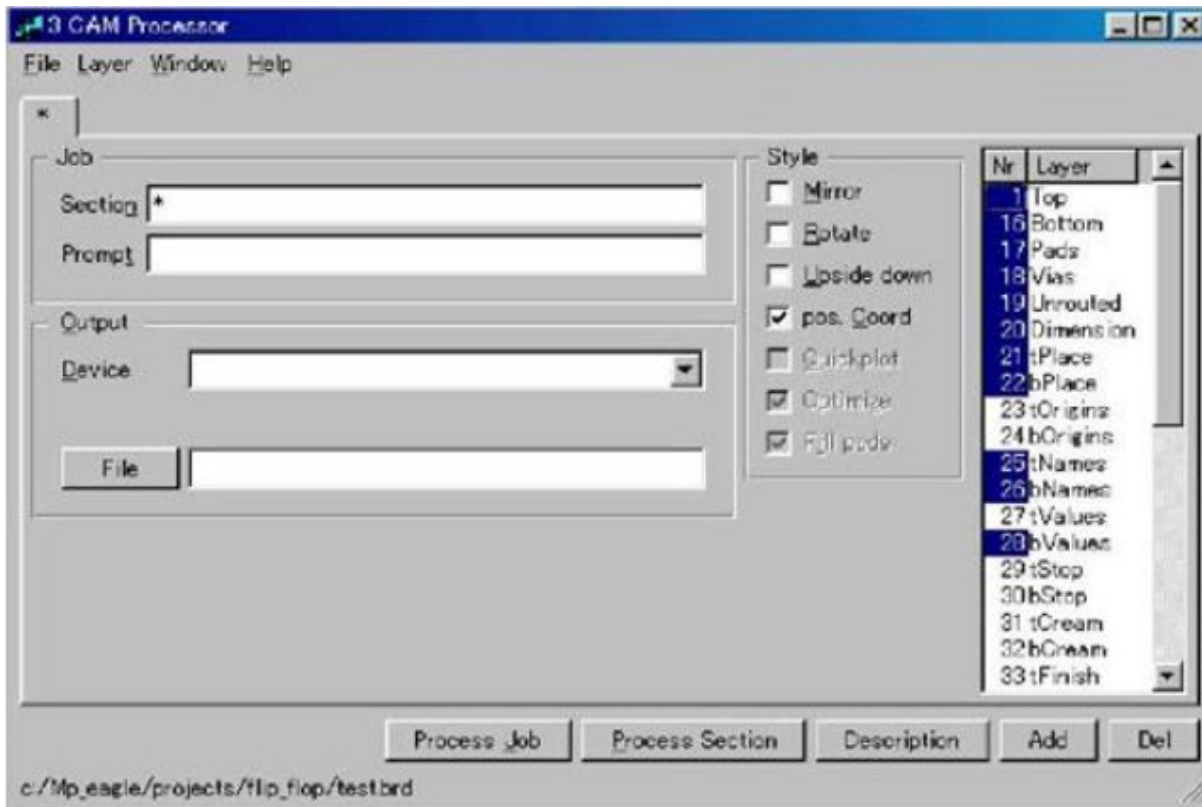 3 CAM Processor
File Layer Window Help
*
Job
Section *
Prompt
Output
Device
File
Style
Mirror
Rotate
Upside down
pos. Coord
Quickplot
Optimize
Fill pads
Nr Layer
1 Top
16 Bottom
17 Pads
18 Vias
19 Unrouted
20 Dimension
21 tPlace
22 bPlace
23 tOrigins
24 bOrigins
25 tNames
26 bNames
27 tValues
28 bValues
29 tStop
30 bStop
31 tCream
32 bCream
33 tFinish
Process Job Process Section Description Add Del
c:/Mp_eagle/projects/flip_flop/test.brd